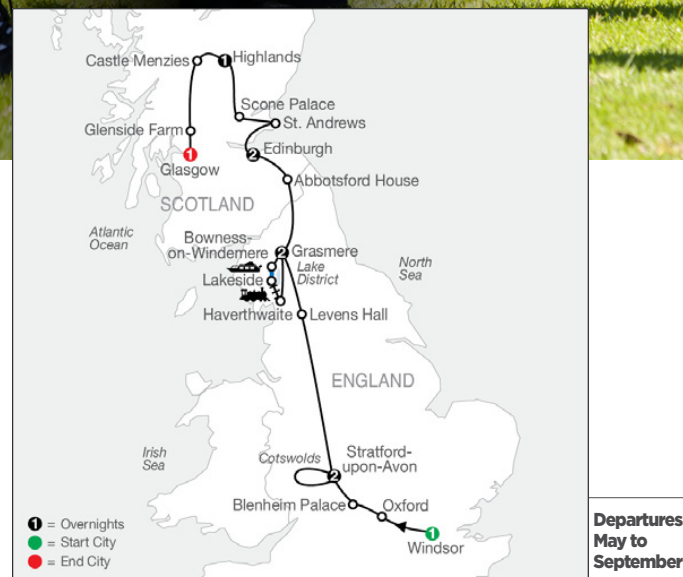 Castle Menzies
1
Highlands
Scone Palace
St. Andrews
Glenside Farm
1
Glasgow
2
Edinburgh
Abbotsford House
SCOTLAND
Atlantic
Ocean
Bowness-
on-Windemere
2
Grasmere
Lake
District
North
Sea
Lakeside
Haverthwaite
Levens Hall
ENGLAND
Irish
Sea
Cotswolds
Stratford-
upon-Avon
2
Blenheim Palace
Oxford
1
Windsor
1 = Overnights
= Start City
= End City
Departures
May to
September